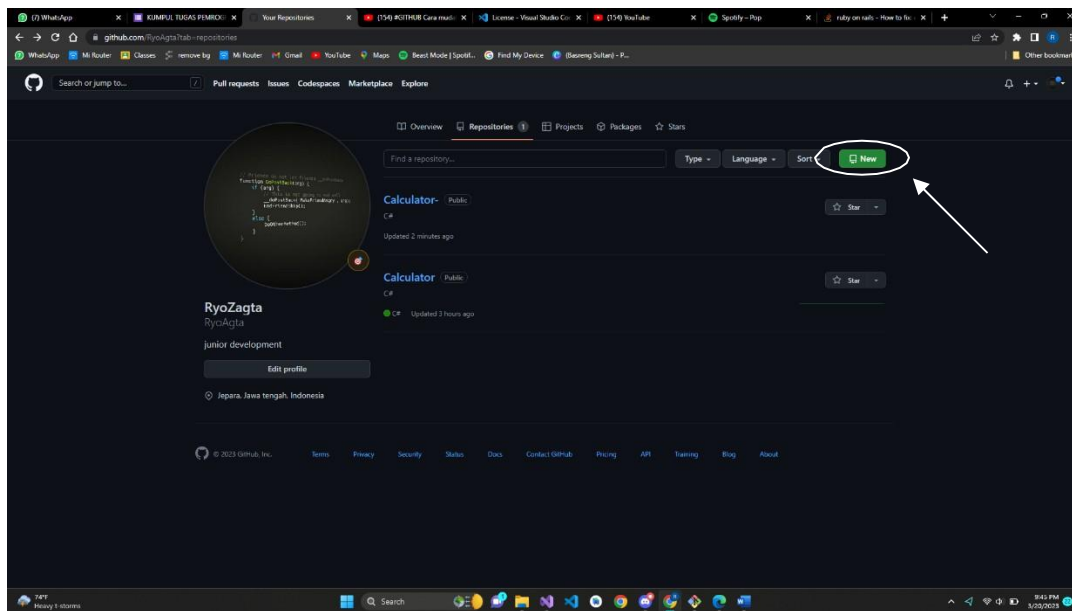 (7) WhatsApp
KUMPUL TUGAS PEMROG
Your Repositories
(154) #GITHUB Cara muda
License - Visual Studio Co
(154) YouTube
Spotify – Pop
ruby on rails - How to fix
github.com/RyoAgta?tab=repositories
WhatsApp
Mi Router
Classes
remove bg
Mi Router
Gmail
YouTube
Maps
Beast Mode | Spotif...
Find My Device
(Basreng Sultan) - P...
Other bookmar
Search or jump to...
/
Pull requests
Issues
Codespaces
Marketplace
Explore
Overview
Repositories 1
Projects
Packages
Stars
Find a repository...
Type
Language
Sort
New
Calculator- Public
C#
Updated 2 minutes ago
Star
Calculator Public
C#
C# Updated 3 hours ago
Star
RyoZagta
RyoAgta
junior development
Edit profile
Jepara, Jawa tengah, Indonesia
© 2023 GitHub, Inc.
Terms
Privacy
Security
Status
Docs
Contact GitHub
Pricing
API
Training
Blog
About
74°F
Heavy t-storms
Search
9:45 PM
3/20/2023